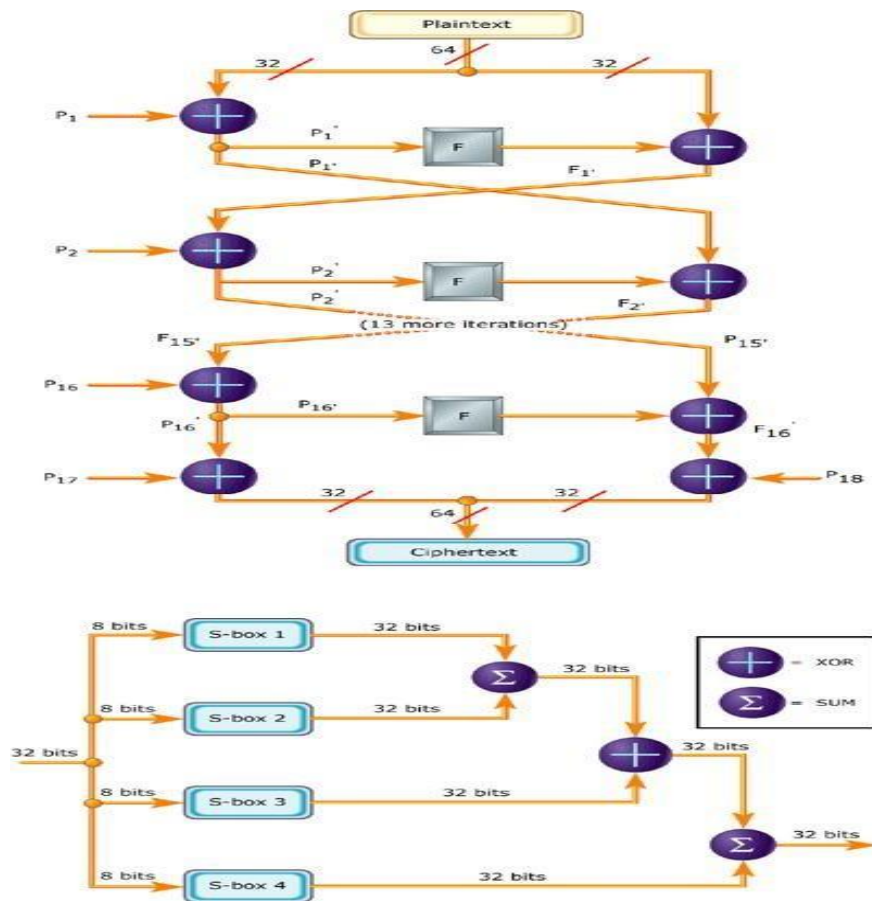 Plaintext
64
32 32
P1
P1' F
P1' F1'
P2
P2' F
P2' F2'
(13 more iterations)
F15' P15'
P16
P16' F
P16' F16'
P17 P18
32 32
64
Ciphertext
8 bits S-box 1 32 bits
= XOR
Σ 32 bits
Σ = SUM
8 bits S-box 2 32 bits
32 bits 32 bits
8 bits S-box 3 32 bits
Σ 32 bits
8 bits S-box 4 32 bits